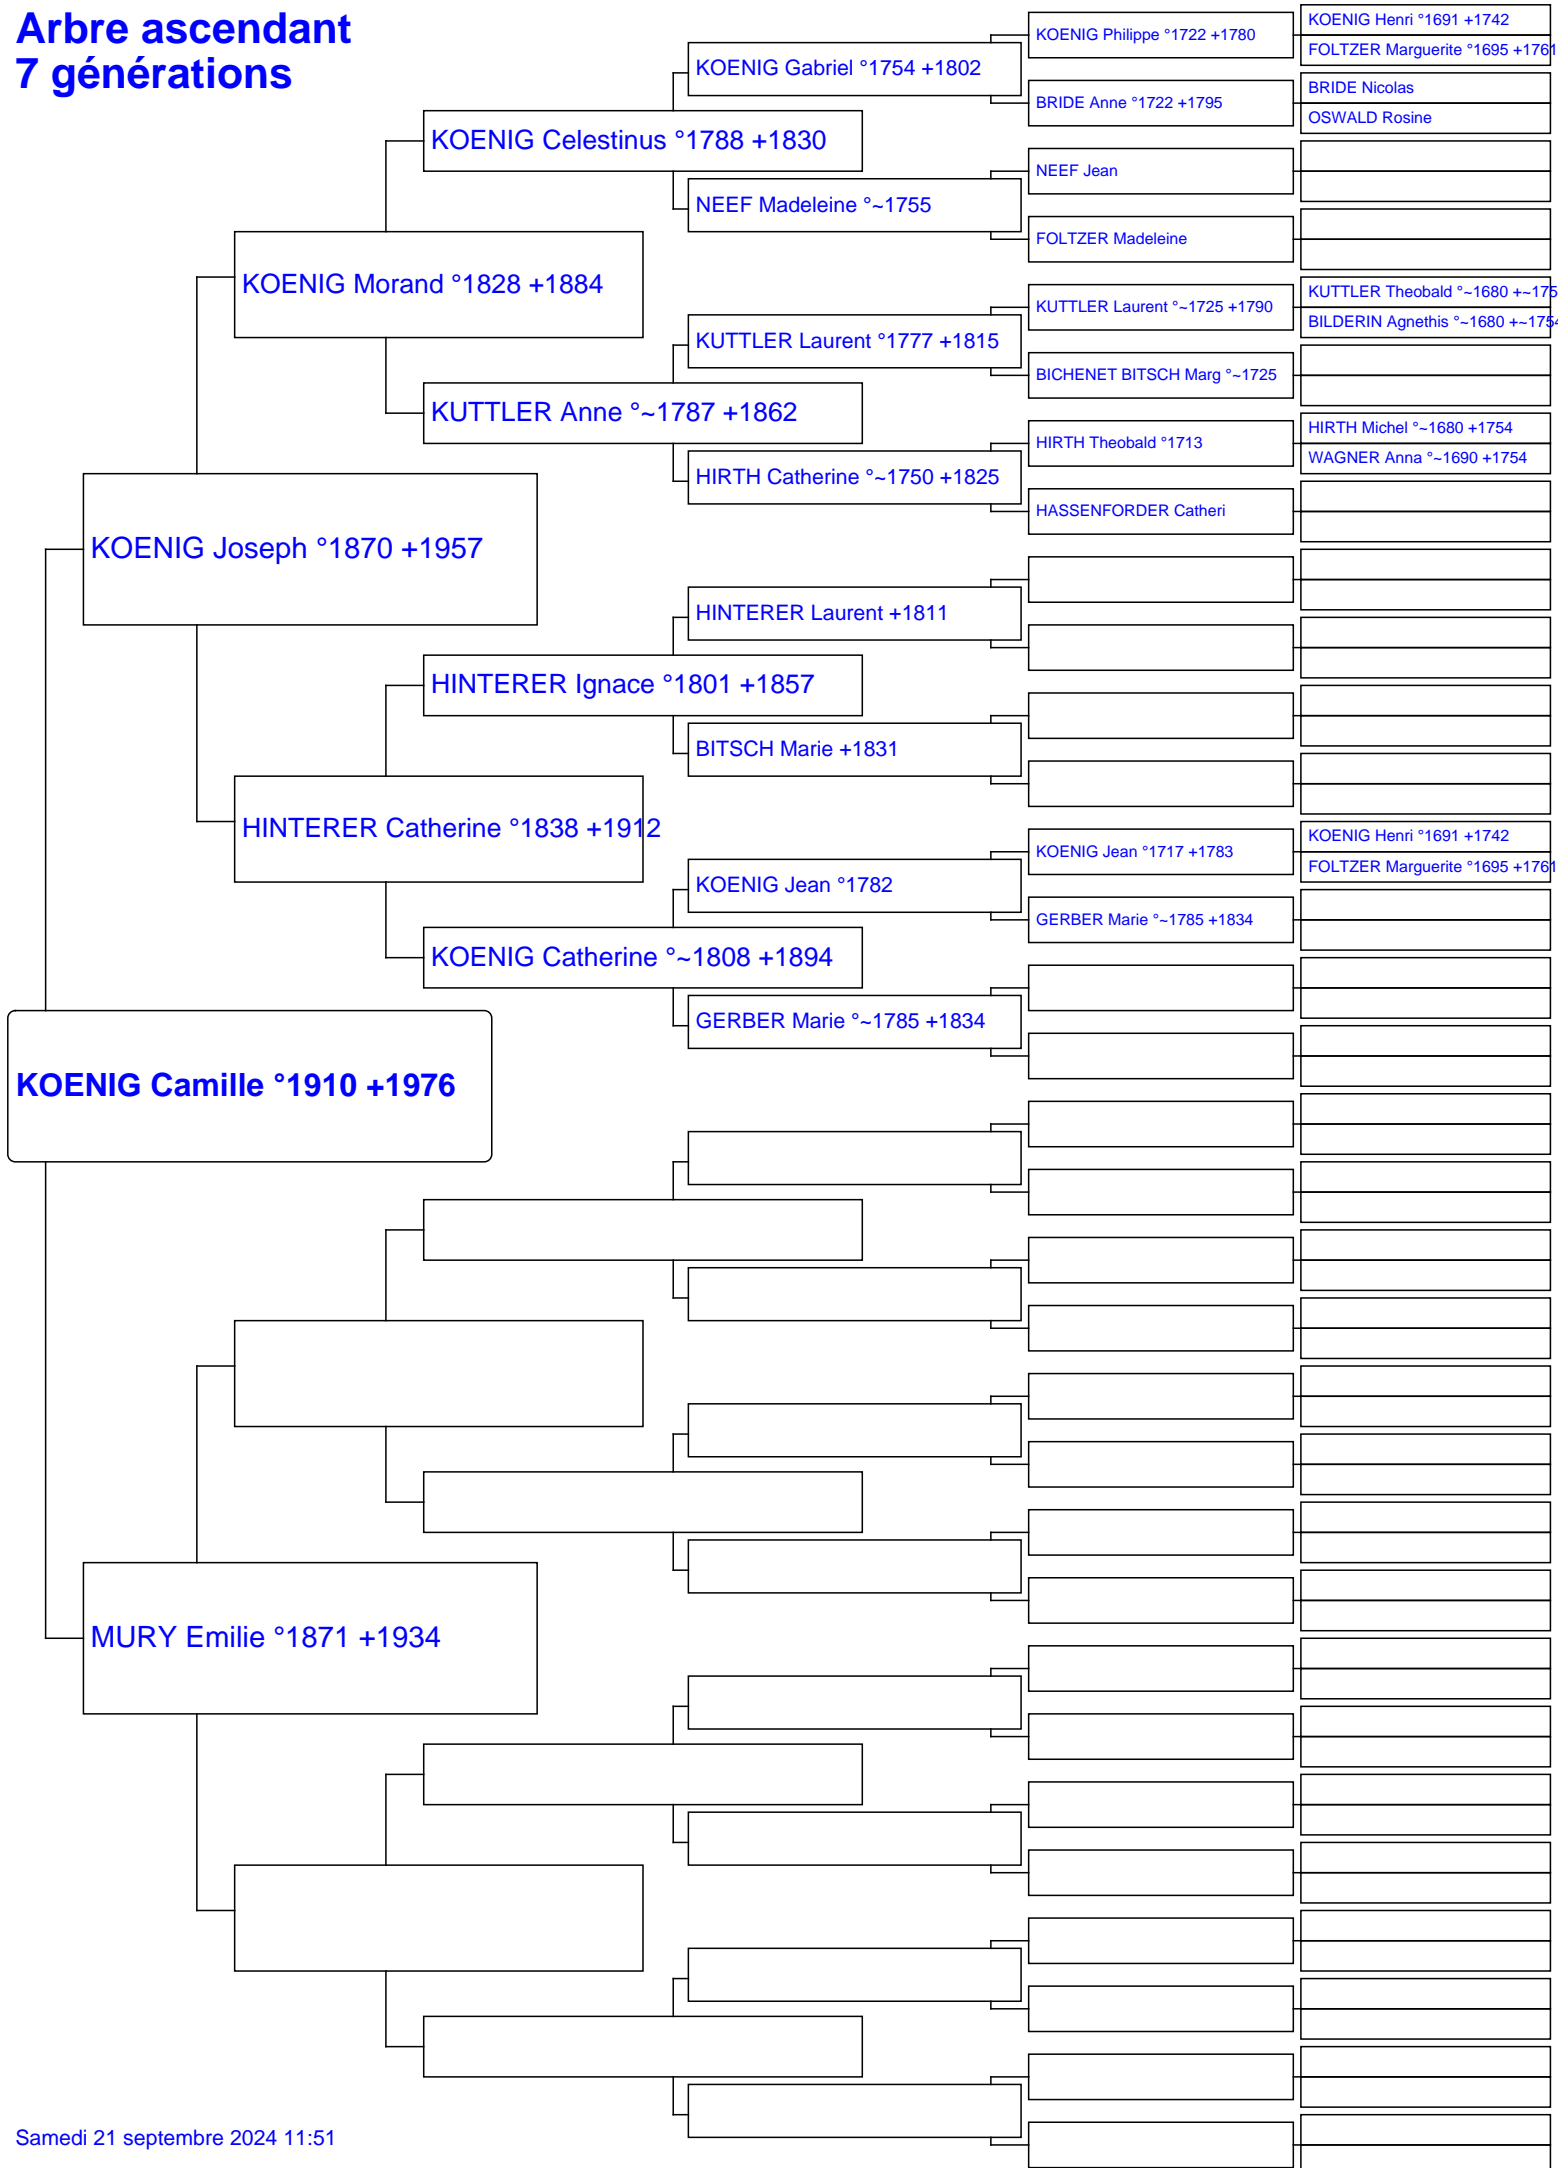 Arbre ascendant
7 générations
KOENIG Philippe °1722 +1780
KOENIG Henri °1691 +1742
FOLTZER Marguerite °1695 +1761
KOENIG Gabriel °1754 +1802
BRIDE Anne °1722 +1795
BRIDE Nicolas
OSWALD Rosine
KOENIG Celestinus °1788 +1830
NEEF Jean
NEEF Madeleine °~1755
FOLTZER Madeleine
KOENIG Morand °1828 +1884
KUTTLER Laurent °~1725 +1790
KUTTLER Theobald °~1680 +~175
BILDERIN Agnethis °~1680 +~1754
KUTTLER Laurent °1777 +1815
BICHENET BITSCH Marg °~1725
KUTTLER Anne °~1787 +1862
HIRTH Theobald °1713
HIRTH Michel °~1680 +1754
WAGNER Anna °~1690 +1754
HIRTH Catherine °~1750 +1825
HASSENFORDER Catheri
KOENIG Joseph °1870 +1957
HINTERER Laurent +1811
HINTERER Ignace °1801 +1857
BITSCH Marie +1831
HINTERER Catherine °1838 +1912
KOENIG Jean °1717 +1783
KOENIG Henri °1691 +1742
FOLTZER Marguerite °1695 +1761
KOENIG Jean °1782
GERBER Marie °~1785 +1834
KOENIG Catherine °~1808 +1894
GERBER Marie °~1785 +1834
KOENIG Camille °1910 +1976
MURY Emilie °1871 +1934
Samedi 21 septembre 2024 11:51